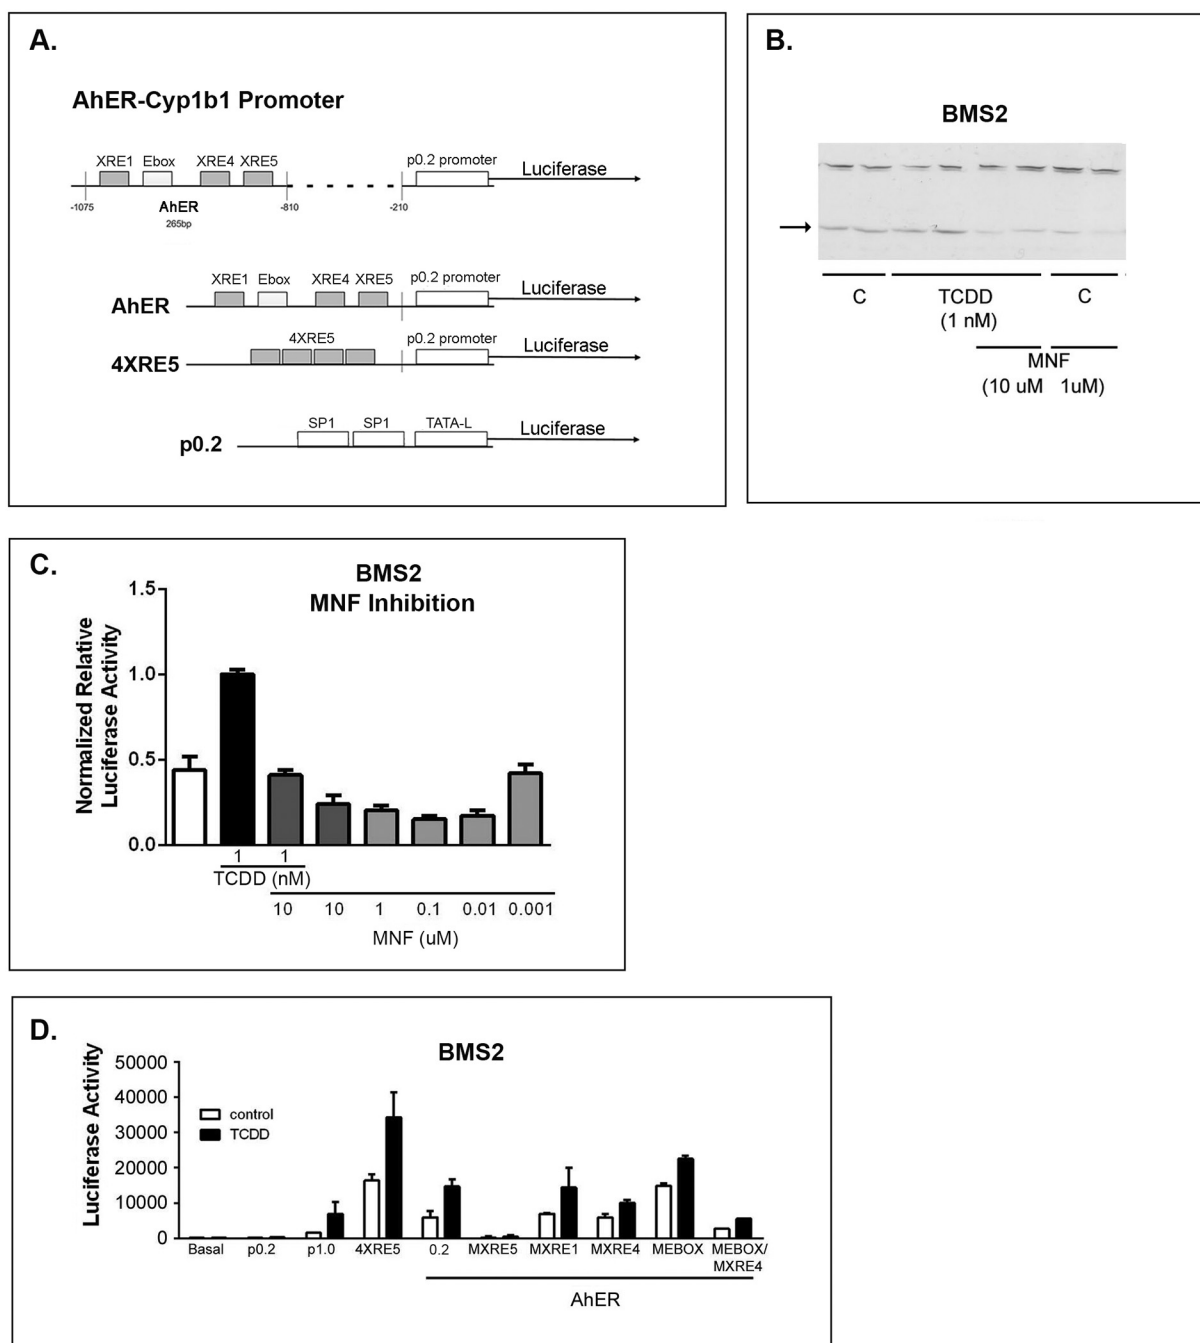 A.
AhER-Cyp1b1 Promoter
XRE1 Ebox XRE4 XRE5 p0.2 promoter Luciferase
-1075 AhER -810 -210
265bp
XRE1 Ebox XRE4 XRE5 p0.2 promoter Luciferase
AhER
4XRE5 p0.2 promoter Luciferase
4XRE5
SP1 SP1 TATA-L Luciferase
p0.2
B.
BMS2
C TCDD C
(1 nM)
MNF
(10 uM 1uM)
C.
BMS2
MNF Inhibition
Normalized Relative
Luciferase Activity
1.5
1.0
0.5
0.0
1 1
TCDD (nM)
10 10 1 0.1 0.01 0.001
MNF (uM)
D.
BMS2
Luciferase Activity
50000
40000
30000
20000
10000
0
control
TCDD
Basal p0.2 p1.0 4XRE5 0.2 MXRE5 MXRE1 MXRE4 MEBOX MEBOX/
MXRE4
AhER